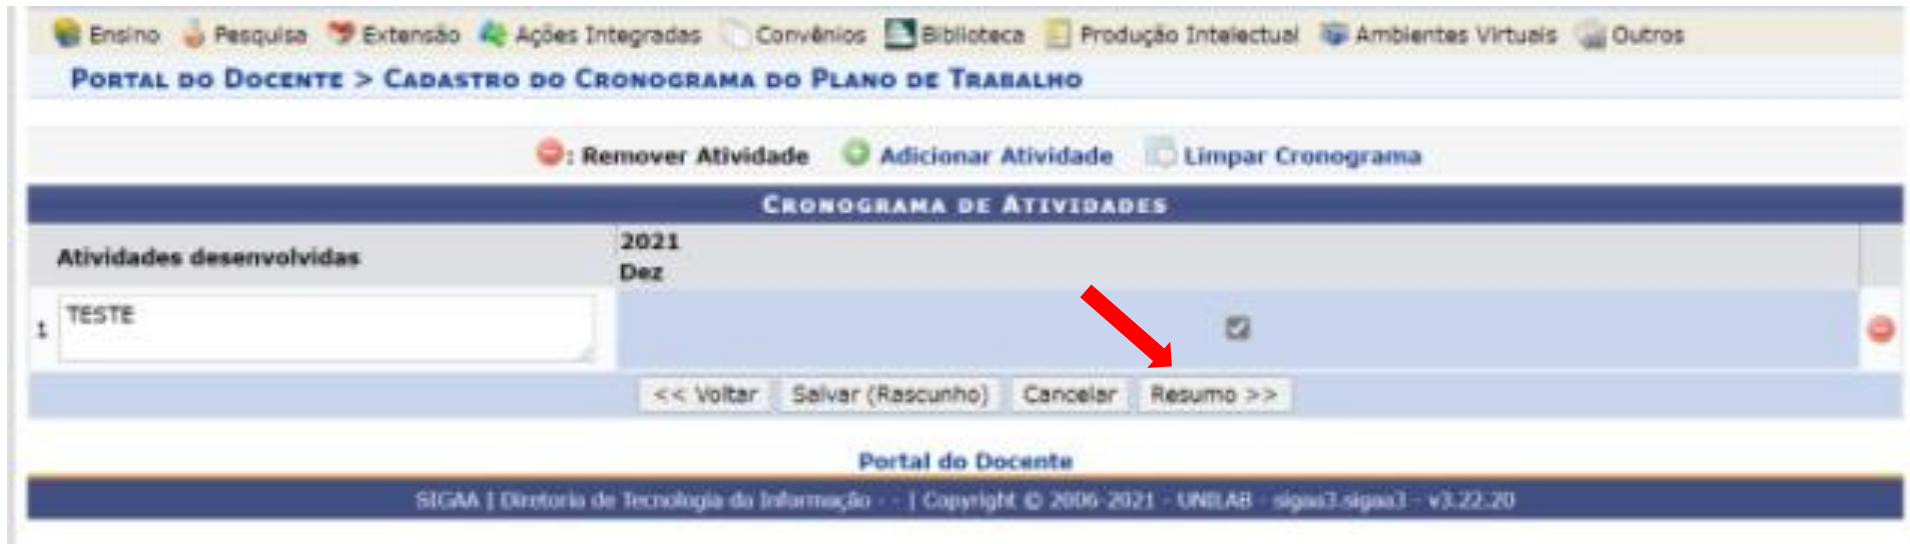 Ensino Pesquisa Extensão Ações Integradas Convênios Biblioteca Produção Intelectual Ambientes Virtuais Outros
PORTAL DO DOCENTE > CADASTRO DO CRONOGRAMA DO PLANO DE TRABALHO
: Remover Atividade Adicionar Atividade Limpar Cronograma
CRONOGRAMA DE ATIVIDADES
Atividades desenvolvidas 2021
Dez
1 TESTE
<< Voltar Salvar (Rascunho) Cancelar Resumo >>
Portal do Docente
SIGAA | Diretoria de Tecnologia da Informação - - | Copyright © 2006-2021 - UNILAB - sigaa3.sigaa3 - v3.22.20